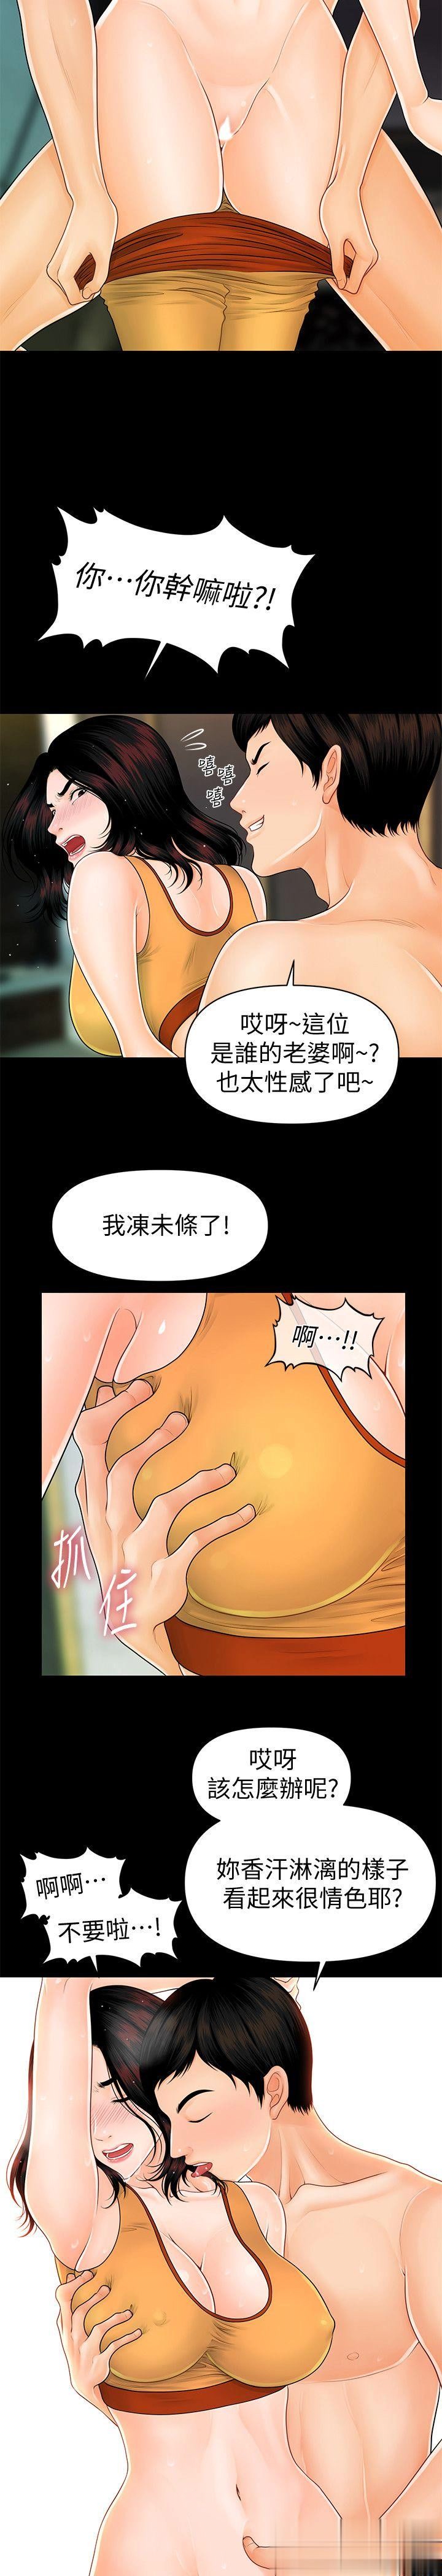 你…你幹嘛啦?!
嘻嘻嘻
哎呀~這位
是誰的老婆啊~?
也太性感了吧~
我凍未條了!
啊…!!
抓住
哎呀
該怎麼辦呢?
妳香汗淋漓的樣子
看起來很情色耶?
啊啊…
不要啦…!